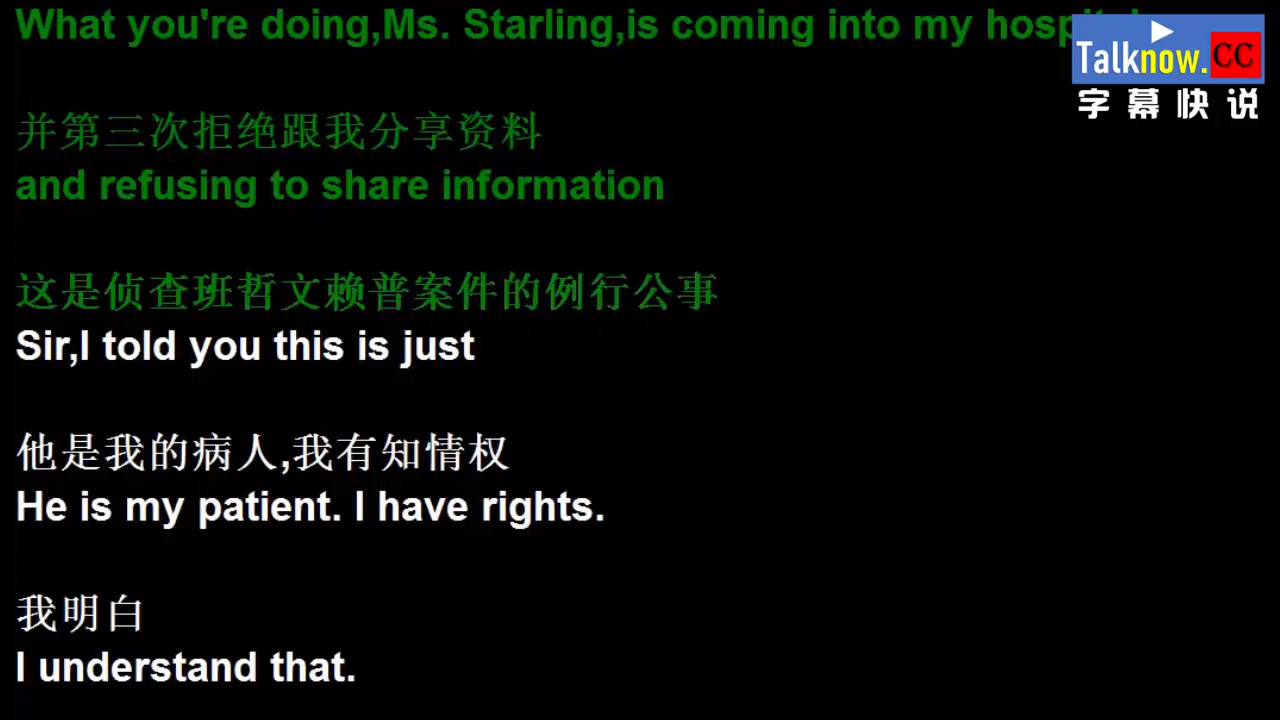 What you're doing,Ms. Starling,is coming into my hospital
Talknow.CC
字幕快说
并第三次拒绝跟我分享资料
and refusing to share information
这是侦查班哲文赖普案件的例行公事
Sir,I told you this is just
他是我的病人,我有知情权
He is my patient. I have rights.
我明白
I understand that.